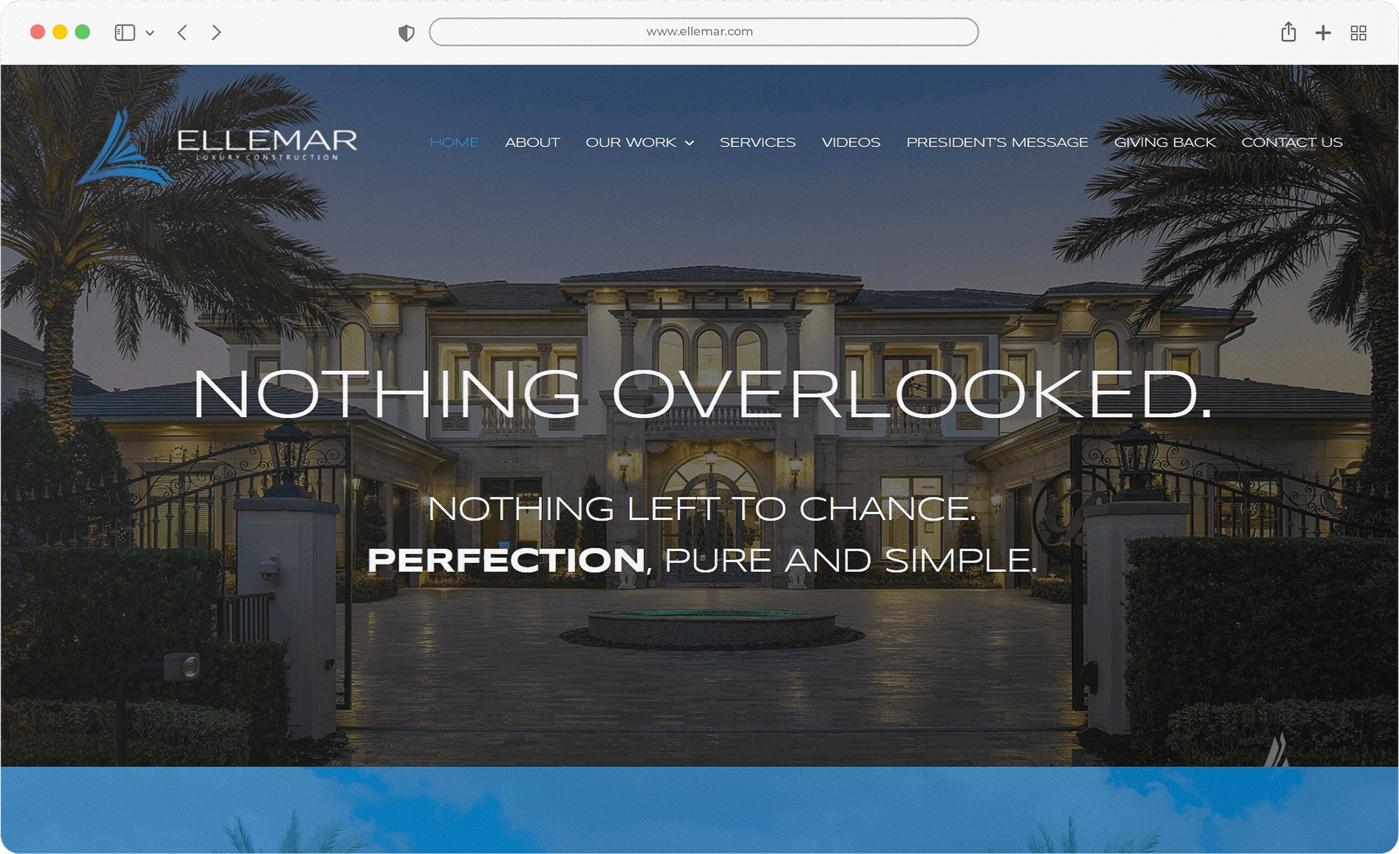 www.ellemar.com
ELLEMAR
LUXURY CONSTRUCTION
HOME ABOUT OUR WORK SERVICES VIDEOS PRESIDENT'S MESSAGE GIVING BACK CONTACT US
NOTHING OVERLOOKED.
NOTHING LEFT TO CHANCE.
PERFECTION, PURE AND SIMPLE.